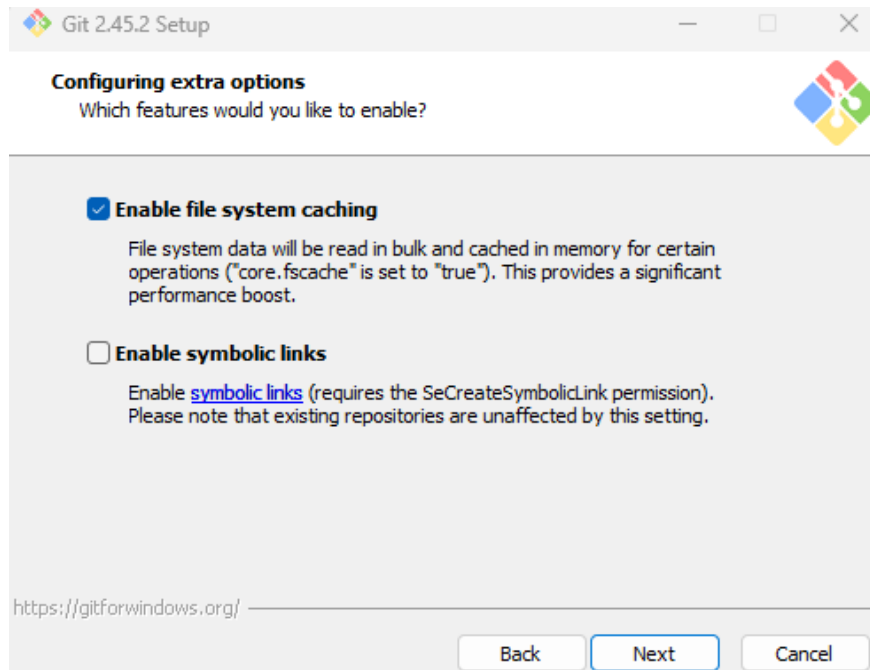 Git 2.45.2 Setup
Configuring extra options
Which features would you like to enable?
Enable file system caching
File system data will be read in bulk and cached in memory for certain
operations ("core.fscache" is set to "true"). This provides a significant
performance boost.
Enable symbolic links
Enable symbolic links (requires the SeCreateSymbolicLink permission).
Please note that existing repositories are unaffected by this setting.
https://gitforwindows.org/
Back Next Cancel